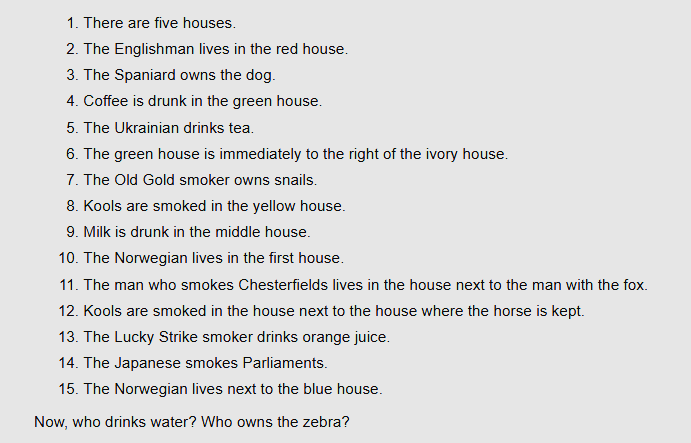 1. There are five houses.
2. The Englishman lives in the red house.
3. The Spaniard owns the dog.
4. Coffee is drunk in the green house.
5. The Ukrainian drinks tea.
6. The green house is immediately to the right of the ivory house.
7. The Old Gold smoker owns snails.
8. Kools are smoked in the yellow house.
9. Milk is drunk in the middle house.
10. The Norwegian lives in the first house.
11. The man who smokes Chesterfields lives in the house next to the man with the fox.
12. Kools are smoked in the house next to the house where the horse is kept.
13. The Lucky Strike smoker drinks orange juice.
14. The Japanese smokes Parliaments.
15. The Norwegian lives next to the blue house.
Now, who drinks water? Who owns the zebra?